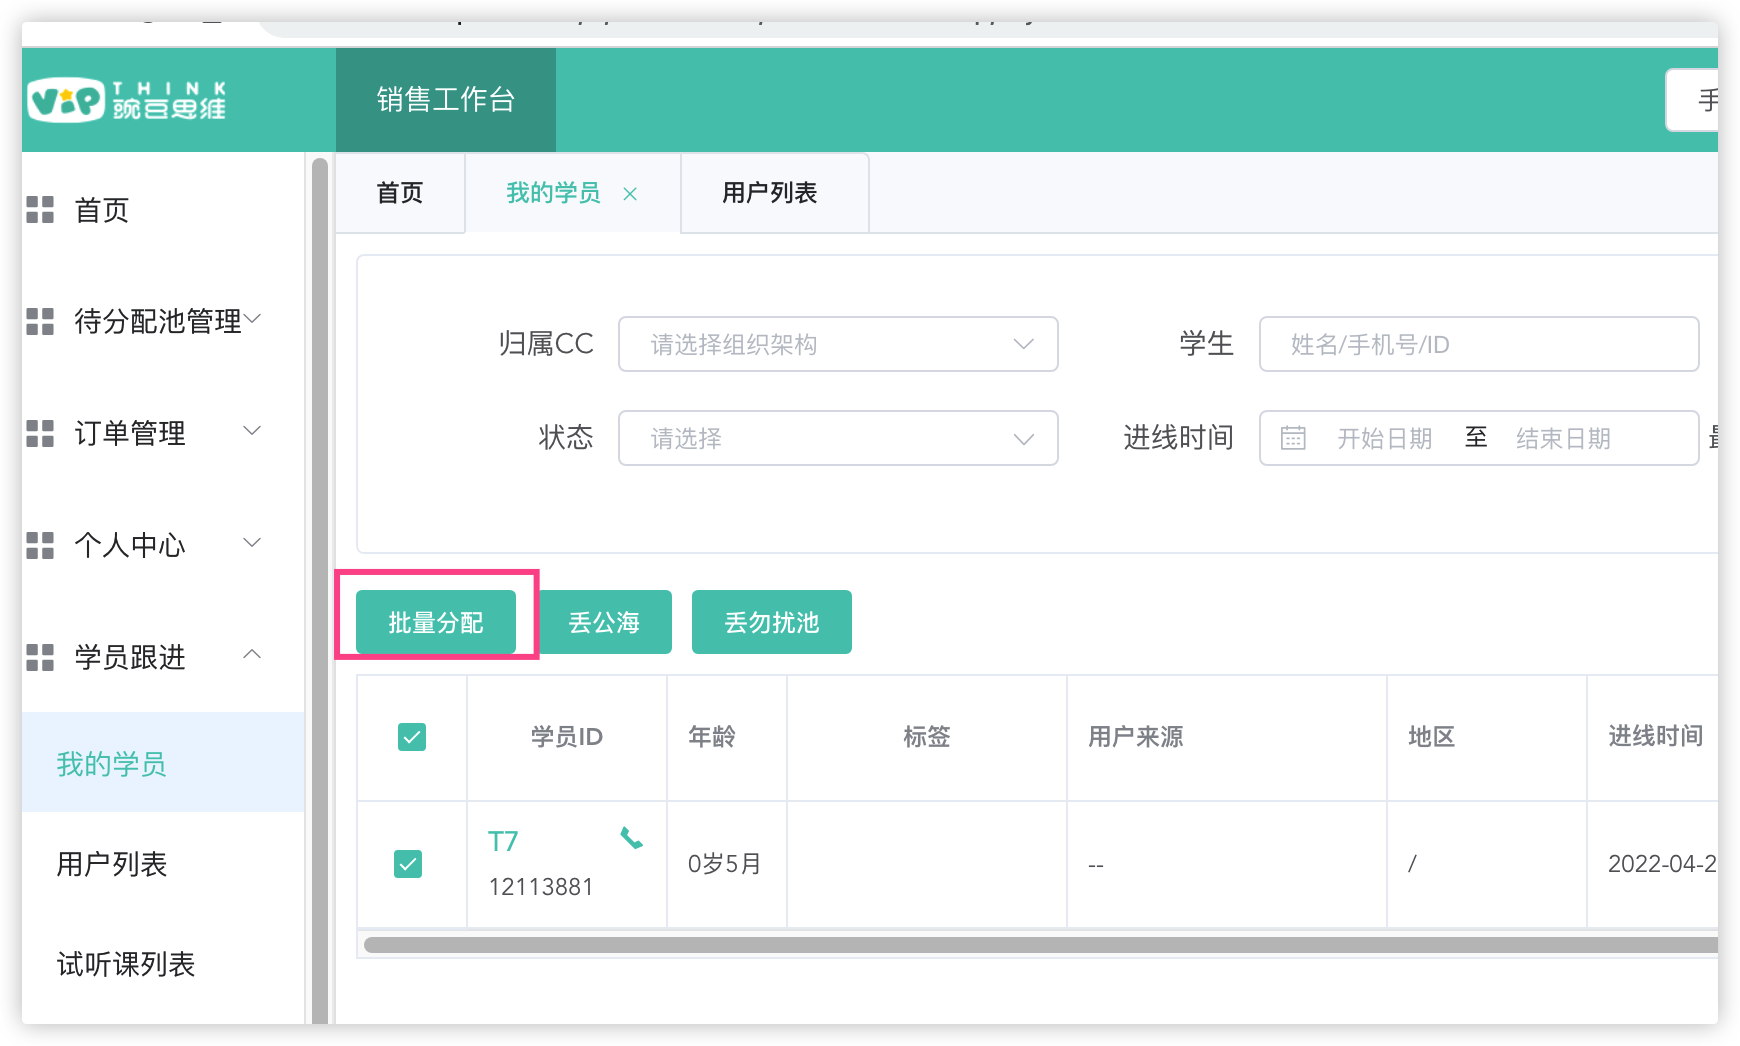 VIP THINK
豌豆思维
销售工作台
手
首页
待分配池管理
订单管理
个人中心
学员跟进
我的学员
用户列表
试听课列表
首页 我的学员 × 用户列表
归属CC 请选择组织架构 学生 姓名/手机号/ID
状态 请选择 进线时间 开始日期 至 结束日期
批量分配 丢公海 丢勿扰池
学员ID 年龄 标签 用户来源 地区 进线时间
T7
12113881 0岁5月 -- / 2022-04-2